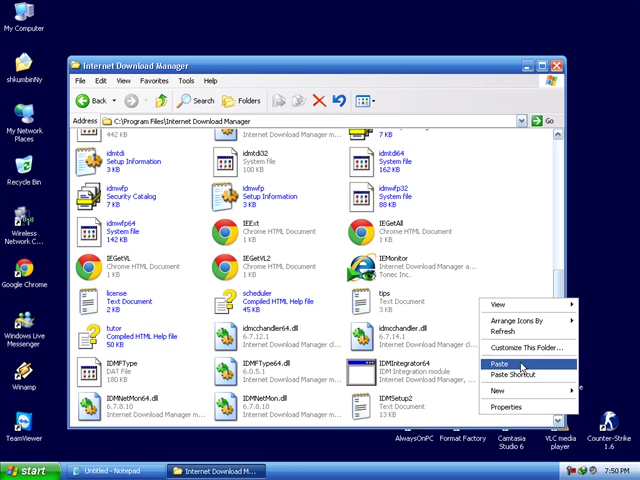 My Computer
shkumbinNy
My Network
Places
Recycle Bin
Wireless
Network C...
Google Chrome
Windows Live
Messenger
Winamp
TeamViewer
Internet Download Manager
File Edit View Favorites Tools Help
Back Search Folders
Address C:\Program Files\Internet Download Manager Go
442 KB
Internet Download Manager m...
7 KB
idmtdi
Setup Information
3 KB
idmtdi32
System file
100 KB
idmtdi64
System file
162 KB
idmwfp
Security Catalog
7 KB
idmwfp
Setup Information
3 KB
idmwfp32
System file
88 KB
idmwfp64
System file
142 KB
IEExt
Chrome HTML Document
1 KB
IEGetAll
Chrome HTML Document
1 KB
IEGetVL
Chrome HTML Document
1 KB
IEGetVL2
Chrome HTML Document
1 KB
IEMonitor
Internet Download Manager a...
Tonec Inc.
license
Text Document
2 KB
scheduler
Compiled HTML Help file
45 KB
tips
Text Document
3 KB
tutor
Compiled HTML Help file
50 KB
idmcchandler64.dll
6.7.12.1
Internet Download Manager cl...
idmcchandler.dll
6.7.14.1
Internet Download Manager cl...
IDMFType
DAT File
180 KB
IDMFType64.dll
6.0.5.1
Internet Download Manager m...
IDMIntegrator64
IDM Integration module
Internet Download Manager, ...
IDMNetMon64.dll
6.7.8.10
Internet Download Manager m...
IDMNetMon.dll
6.7.8.10
Internet Download Manager m...
IDMSetup2
Text Document
13 KB
View
Arrange Icons By
Refresh
Customize This Folder...
Paste
Paste Shortcut
New
Properties
AlwaysOnPC
Format Factory
Camtasia
Studio 6
VLC media
player
Counter-Strike
1.6
start Untitled - Notepad Internet Download M... 7:50 PM